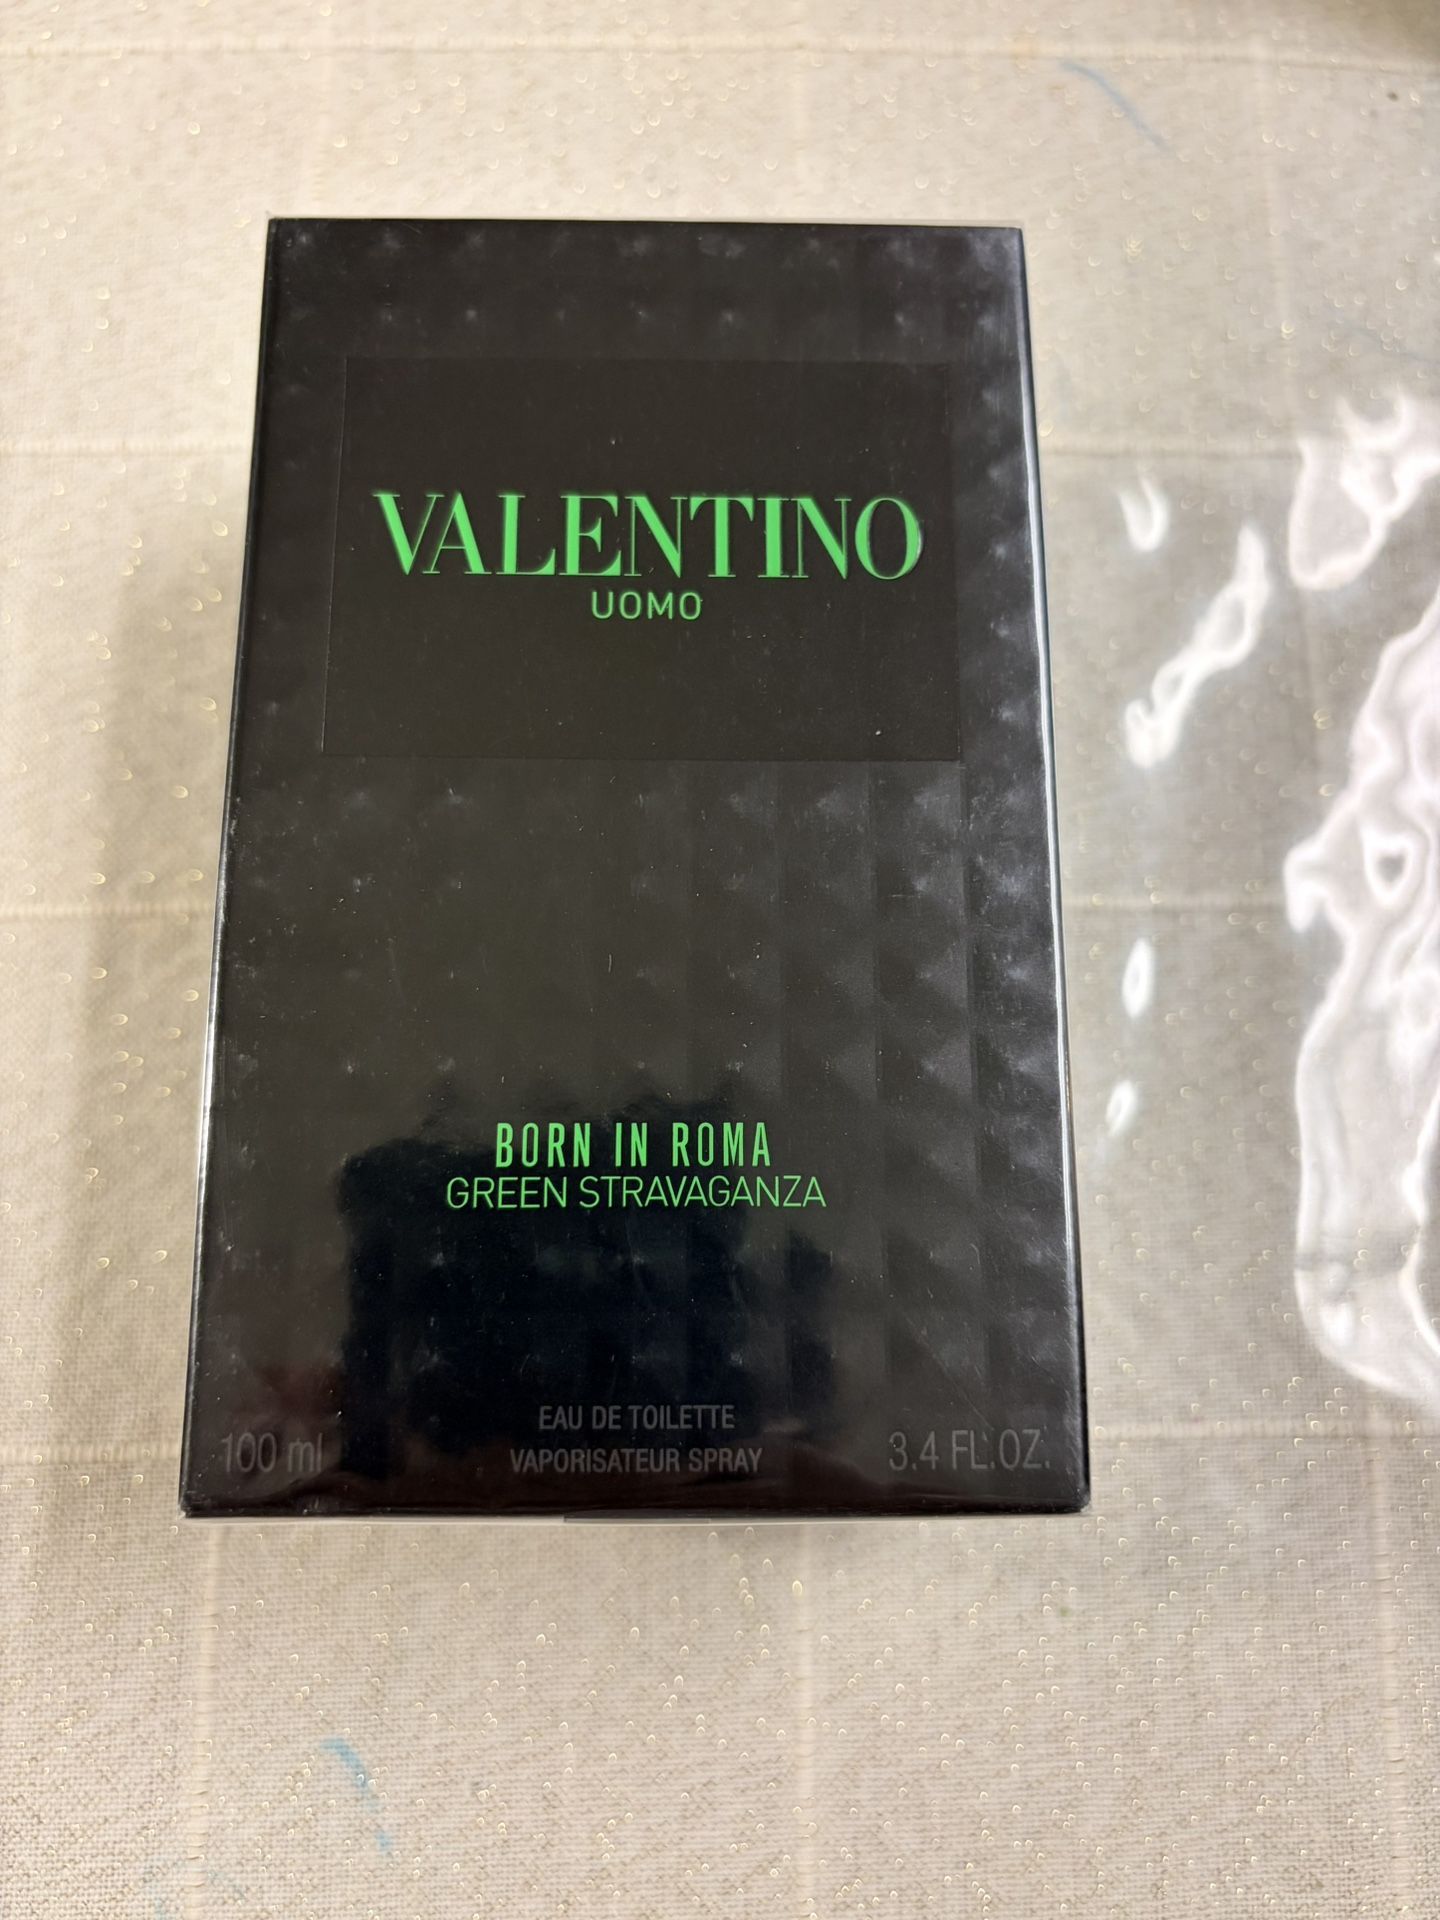 VALENTINO
UOMO
BORN IN ROMA
GREEN STRAVAGANZA
EAU DE TOILETTE
100 ml VAPORISATEUR SPRAY 3.4 FL.OZ.